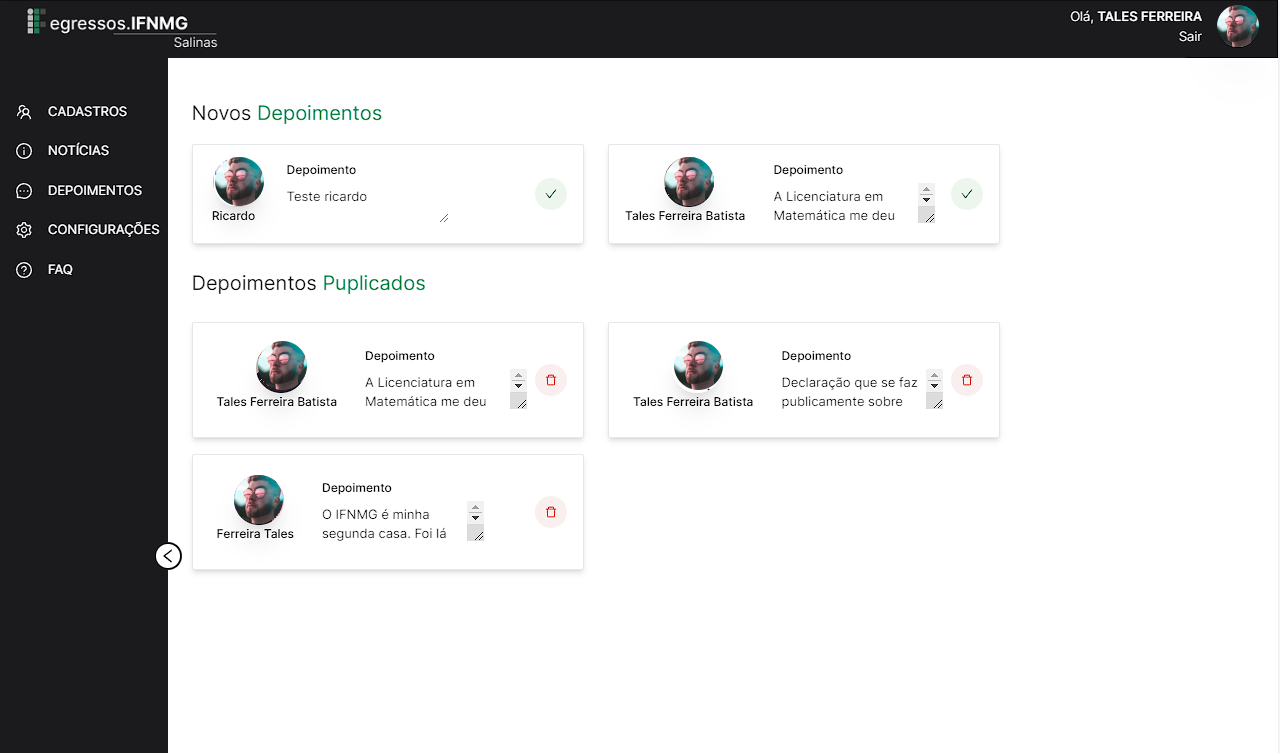 egressos.IFNMG
Salinas
Olá, TALES FERREIRA
Sair
CADASTROS
NOTÍCIAS
DEPOIMENTOS
CONFIGURAÇÕES
FAQ
Novos Depoimentos
Depoimento
Teste ricardo
Ricardo
Depoimento
A Licenciatura em
Matemática me deu
Tales Ferreira Batista
Depoimentos Puplicados
Depoimento
A Licenciatura em
Matemática me deu
Tales Ferreira Batista
Depoimento
Declaração que se faz
publicamente sobre
Tales Ferreira Batista
Depoimento
O IFNMG é minha
segunda casa. Foi lá
Ferreira Tales